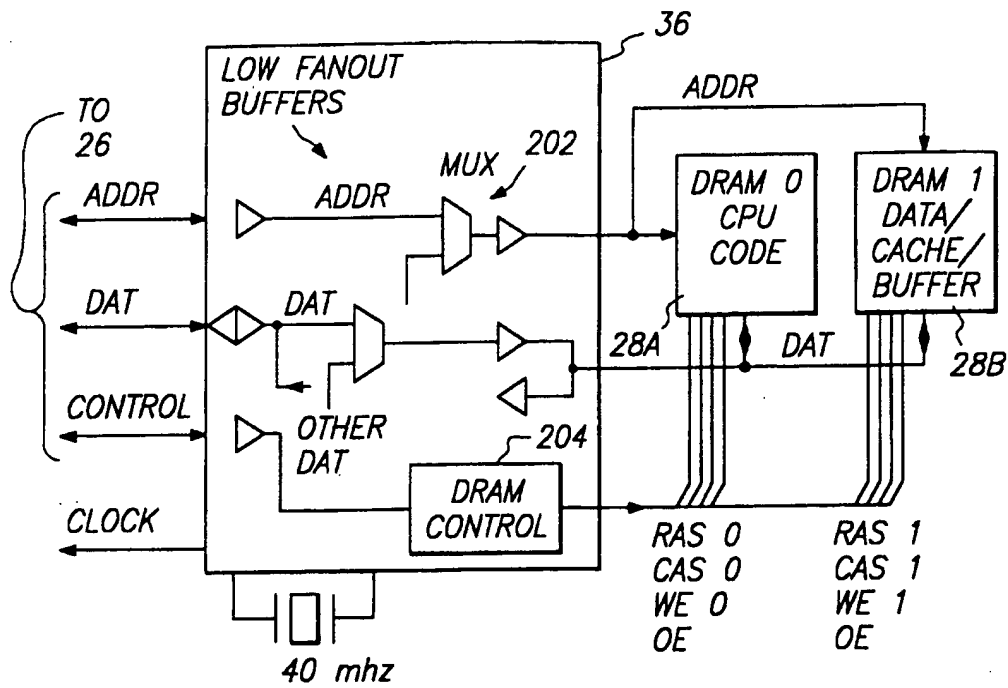 36
LOW FANOUT
BUFFERS
TO
26
ADDR
MUX
202
ADDR
ADDR
DRAM 0
CPU
CODE
DRAM 1
DATA/
CACHE/
BUFFER
DAT
DAT
28A
DAT
28B
CONTROL
OTHER
DAT
204
DRAM
CONTROL
CLOCK
RAS 0
CAS 0
WE 0
OE
RAS 1
CAS 1
WE 1
OE
40 mhz